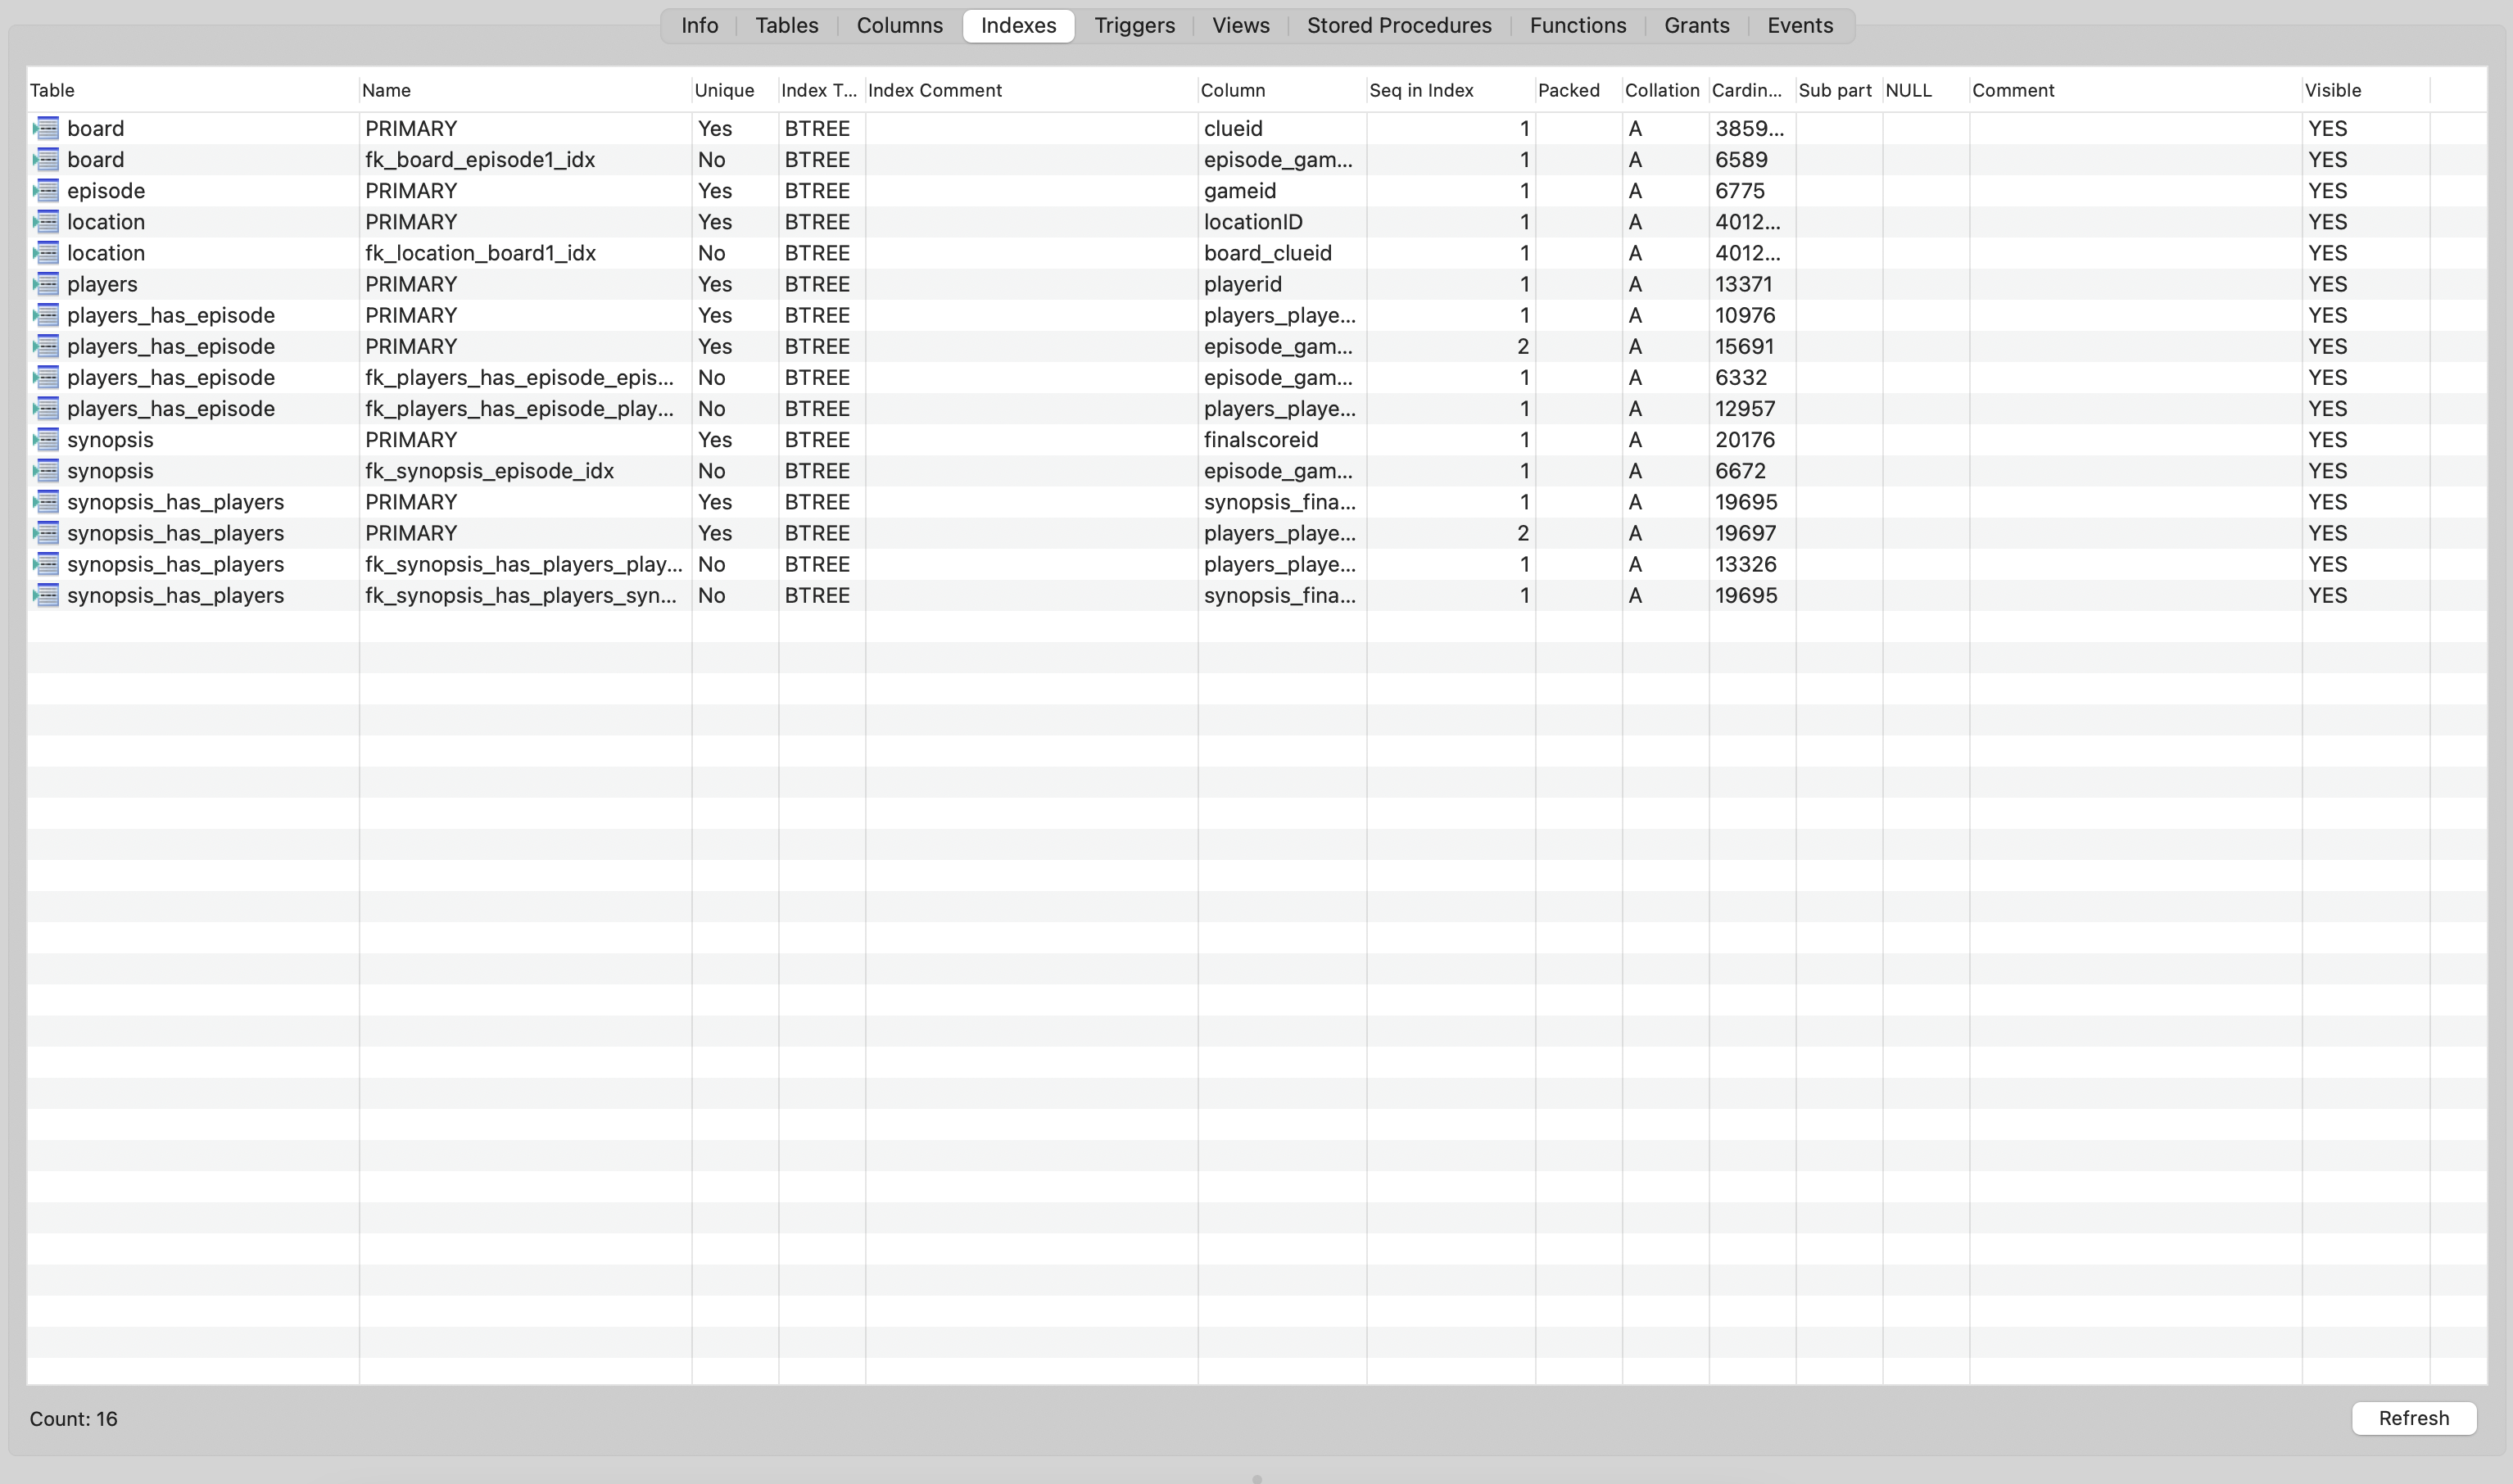 Info Tables Columns Indexes Triggers Views Stored Procedures Functions Grants Events
Table Name Unique Index T... Index Comment Column Seq in Index Packed Collation Cardin... Sub part NULL Comment Visible
board PRIMARY Yes BTREE clueid 1 A 3859... YES
board fk_board_episode1_idx No BTREE episode_gam... 1 A 6589 YES
episode PRIMARY Yes BTREE gameid 1 A 6775 YES
location PRIMARY Yes BTREE locationID 1 A 4012... YES
location fk_location_board1_idx No BTREE board_clueid 1 A 4012... YES
players PRIMARY Yes BTREE playerid 1 A 13371 YES
players_has_episode PRIMARY Yes BTREE players_playe... 1 A 10976 YES
players_has_episode PRIMARY Yes BTREE episode_gam... 2 A 15691 YES
players_has_episode fk_players_has_episode_epis... No BTREE episode_gam... 1 A 6332 YES
players_has_episode fk_players_has_episode_play... No BTREE players_playe... 1 A 12957 YES
synopsis PRIMARY Yes BTREE finalscoreid 1 A 20176 YES
synopsis fk_synopsis_episode_idx No BTREE episode_gam... 1 A 6672 YES
synopsis_has_players PRIMARY Yes BTREE synopsis_fina... 1 A 19695 YES
synopsis_has_players PRIMARY Yes BTREE players_playe... 2 A 19697 YES
synopsis_has_players fk_synopsis_has_players_play... No BTREE players_playe... 1 A 13326 YES
synopsis_has_players fk_synopsis_has_players_syn... No BTREE synopsis_fina... 1 A 19695 YES
Count: 16 Refresh